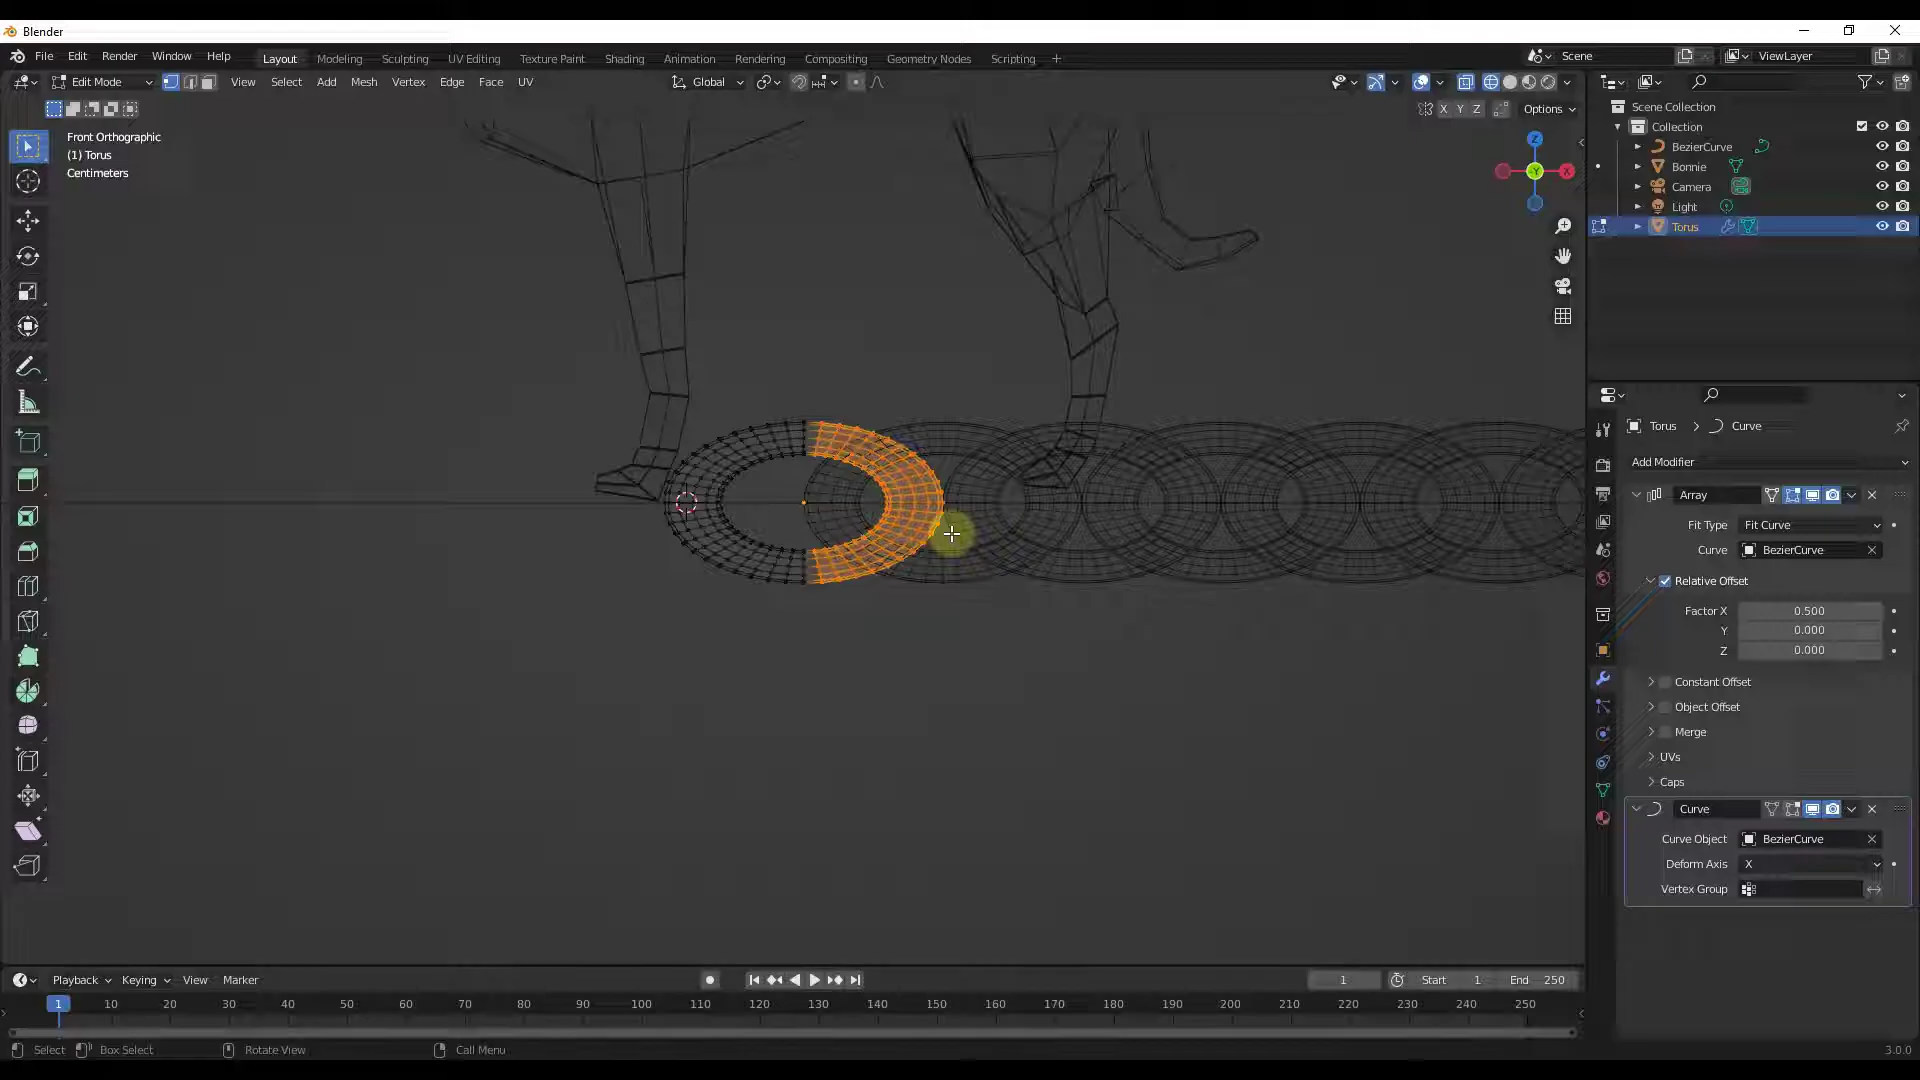 Blender
File Edit Render Window Help
Layout Modeling Sculpting UV Editing Texture Paint Shading Animation Rendering Compositing Geometry Nodes Scripting +
Scene
ViewLayer
Edit Mode View Select Add Mesh Vertex Edge Face UV
Global
X Y Z Options
Front Orthographic
(1) Torus
Centimeters
Z
Y
X
Scene Collection
Collection
BezierCurve
Bonnie
Camera
Light
Torus
Torus > Curve
Add Modifier
Array
Fit Type Fit Curve
Curve BezierCurve
Relative Offset
Factor X 0.500
Y 0.000
Z 0.000
Constant Offset
Object Offset
Merge
UVs
Caps
Curve
Curve Object BezierCurve
Deform Axis X
Vertex Group
Playback Keying View Marker
1 Start 1 End 250
1 10 20 30 40 50 60 70 80 90 100 110 120 130 140 150 160 170 180 190 200 210 220 230 240 250
Select Box Select Rotate View Call Menu 3.0.0